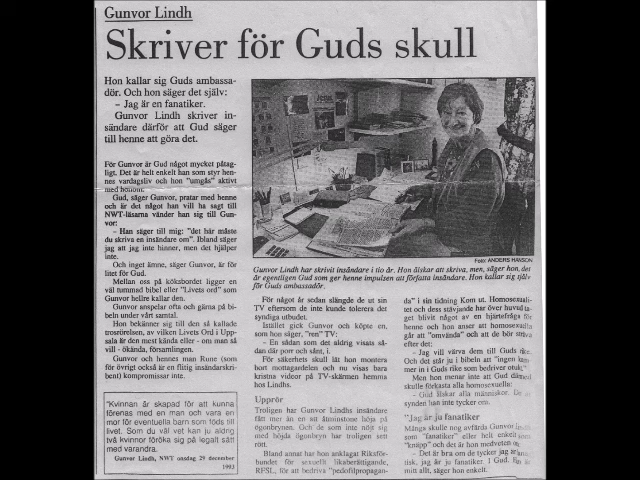 Gunvor Lindh
Skriver för Guds skull
Hon kallar sig Guds ambassa-
dör. Och hon säger det själv:
– Jag är en fanatiker.
Gunvor Lindh skriver in-
sändare därför att Gud säger
till henne att göra det.
För Gunvor är Gud något mycket påtag-
ligt. Det är helt enkelt han som styr hen-
nes vardagsliv och hon "umgås" aktivt
med honom.
Gud, säger Gunvor, pratar med henne
och är det något han vill ha sagt till
NWT-läsarna vänder han sig till Gun-
vor:
– Han säger till mig: "det här måste
du skriva en insändare om". Ibland säger
jag att jag inte hinner, men det hjälper
inte.
Och inget ämne, säger Gunvor, är för
litet för Gud.
Mellan oss på köksbordet ligger en
väl tummad bibel eller "Livets ord" som
Gunvor hellre kallar den.
Gunvor anspelar ofta och gärna på bi-
beln under vårt samtal.
Hon bekänner sig till den så kallade
trosrörelsen, av vilken Livets Ord i Upp-
sala är den mest kända eller - om man så
vill - ökända, församlingen.
Gunvor och hennes man Rune (som
för övrigt också är en flitig insändarskri-
bent) kompromissar inte.
"Kvinnan är skapad för att kunna
förenas med en man och vara en
mor för eventuella barn som föds till
livet. Som du väl vet kan ju aldrig
två kvinnor föröka sig på legalt sätt
med varandra.
Gunvor Lindh, NWT onsdag 29 december
1993
Foto: ANDERS HANSON
Gunvor Lindh har skrivit insändare i tio år. Hon älskar att skriva, men, säger hon, det
är egentligen Gud som ger henne impulsen att författa insändarna. Hon kallar sig själv
för Guds ambassadör.
För något år sedan slängde de ut sin
TV eftersom de inte kunde tolerera det
syndiga utbudet.
Istället gick Gunvor och köpte en,
som hon säger, "ren" TV:
– En sådan som det aldrig visats så-
dan där porr och sånt, i.
För säkerhets skull lät hon montera
bort mottagardelen och nu visas bara
kristna videor på TV-skärmen hemma
hos Lindhs.
Upprör
Troligen har Gunvor Lindhs insändare
fått mer än en att åtminstone höja på
ögonbrynen. Och de som inte nöjt sig
med höjda ögonbryn har troligen sett
rött.
Bland annat har hon anklagat Riksför-
bundet för sexuellt likaberättigande,
RFSL, för att bedriva "pedofilpropagan-
da" i sin tidning Kom ut. Homosexuali-
tet och dess stävjande har över huvud ta-
get blivit något av en hjärtefråga för
henne och hon anser att homosexuella
går att "omvända" och att de bör sträva
efter det:
– Jag vill värva dem till Guds rike.
Och det står ju i bibeln att "ingen kom-
mer in i Guds rike som bedriver otukt".
Men hon menar inte att Gud därmed
skulle förkasta alla homosexuella:
– Gud älskar alla människor. Det är
synden han inte tycker om.
"Jag är ju fanatiker"
Många skulle nog avfärda Gunvor Lindh
som "fanatiker" eller helt enkelt som
"knäpp" och det är hon medveten om:
– Det är bra om de tycker jag är fana-
tisk, jag är ju fanatiker. I Gud. Han är
mitt allt, säger hon enkelt.